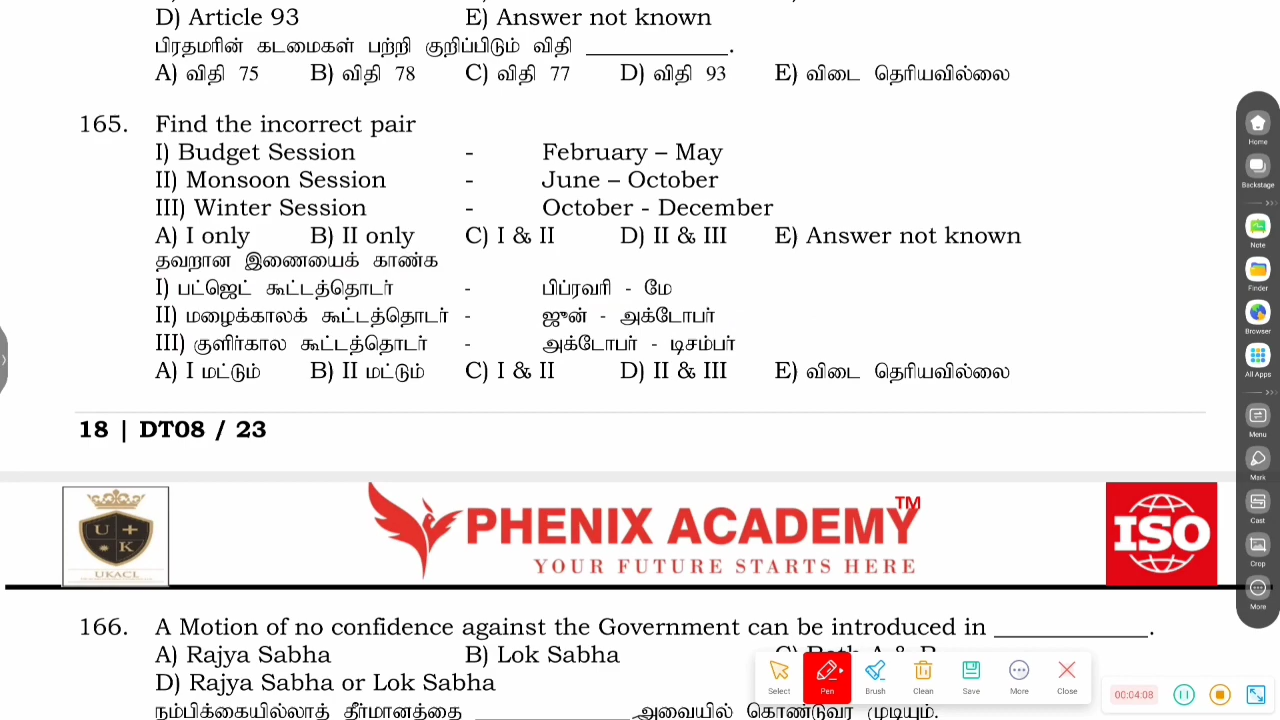 D) Article 93 E) Answer not known
பிரதமரின் கடமைகள் பற்றி குறிப்பிடும் விதி ____________.
A) விதி 75 B) விதி 78 C) விதி 77 D) விதி 93 E) விடை தெரியவில்லை
165. Find the incorrect pair
I) Budget Session - February – May
II) Monsoon Session - June – October
III) Winter Session - October - December
A) I only B) II only C) I & II D) II & III E) Answer not known
தவறான இணையைக் காண்க
I) பட்ஜெட் கூட்டத்தொடர் - பிப்ரவரி - மே
II) மழைக்காலக் கூட்டத்தொடர் - ஜுன் - அக்டோபர்
III) குளிர்கால கூட்டத்தொடர் - அக்டோபர் - டிசம்பர்
A) I மட்டும் B) II மட்டும் C) I & II D) II & III E) விடை தெரியவில்லை
18 | DT08 / 23
U + K
UKACL
PHENIX ACADEMY™
YOUR FUTURE STARTS HERE
ISO
166. A Motion of no confidence against the Government can be introduced in _____________.
A) Rajya Sabha B) Lok Sabha C) Both A & B
D) Rajya Sabha or Lok Sabha
நம்பிக்கையில்லாத் தீர்மானத்தை ______________ அவையில் கொண்டுவர முடியும்.
Home
Backstage
Note
Finder
Browser
All Apps
Menu
Mark
Cast
Crop
More
Select Pen Brush Clean Save More Close
00:04:08